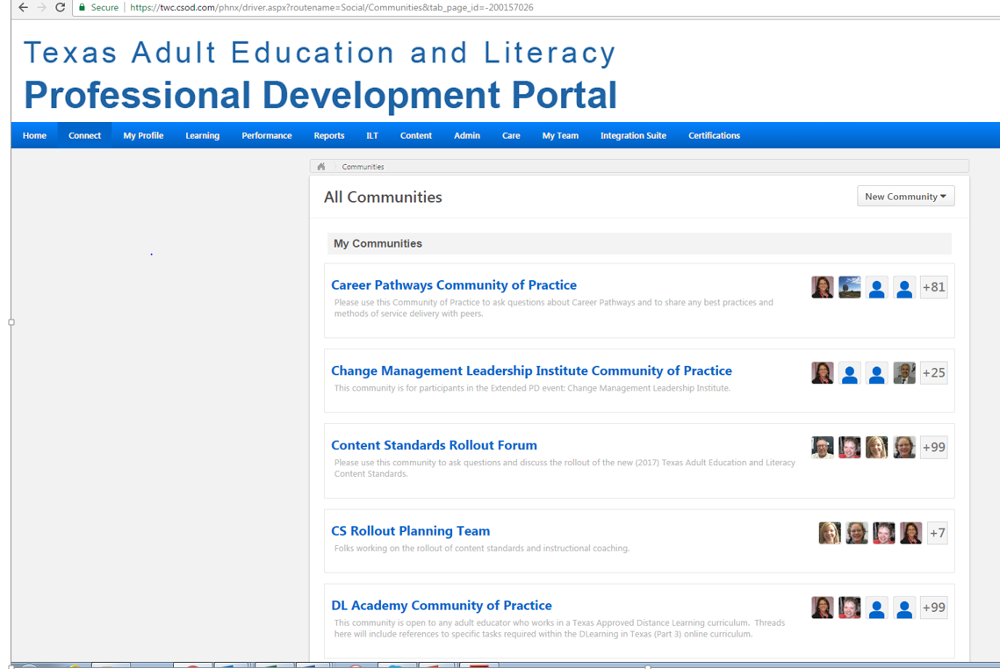 Secure | https://twc.csod.com/phnx/driver.aspx?routename=Social/Communities&tab_page_id=-200157026
Texas Adult Education and Literacy
Professional Development Portal
Home Connect My Profile Learning Performance Reports ILT Content Admin Care My Team Integration Suite Certifications
Communities
All Communities
New Community
My Communities
Career Pathways Community of Practice
+81
Please use this Community of Practice to ask questions about Career Pathways and to share any best practices and
methods of service delivery with peers.
Change Management Leadership Institute Community of Practice
+25
This community is for participants in the Extended PD event: Change Management Leadership Institute.
Content Standards Rollout Forum
+99
Please use this community to ask questions and discuss the rollout of the new (2017) Texas Adult Education and Literacy
Content Standards.
CS Rollout Planning Team
+7
Folks working on the rollout of content standards and instructional coaching.
DL Academy Community of Practice
+99
This community is open to any adult educator who works in a Texas Approved Distance Learning curriculum. Threads
here will include references to specific tasks required within the DLearning in Texas (Part 3) online curriculum.